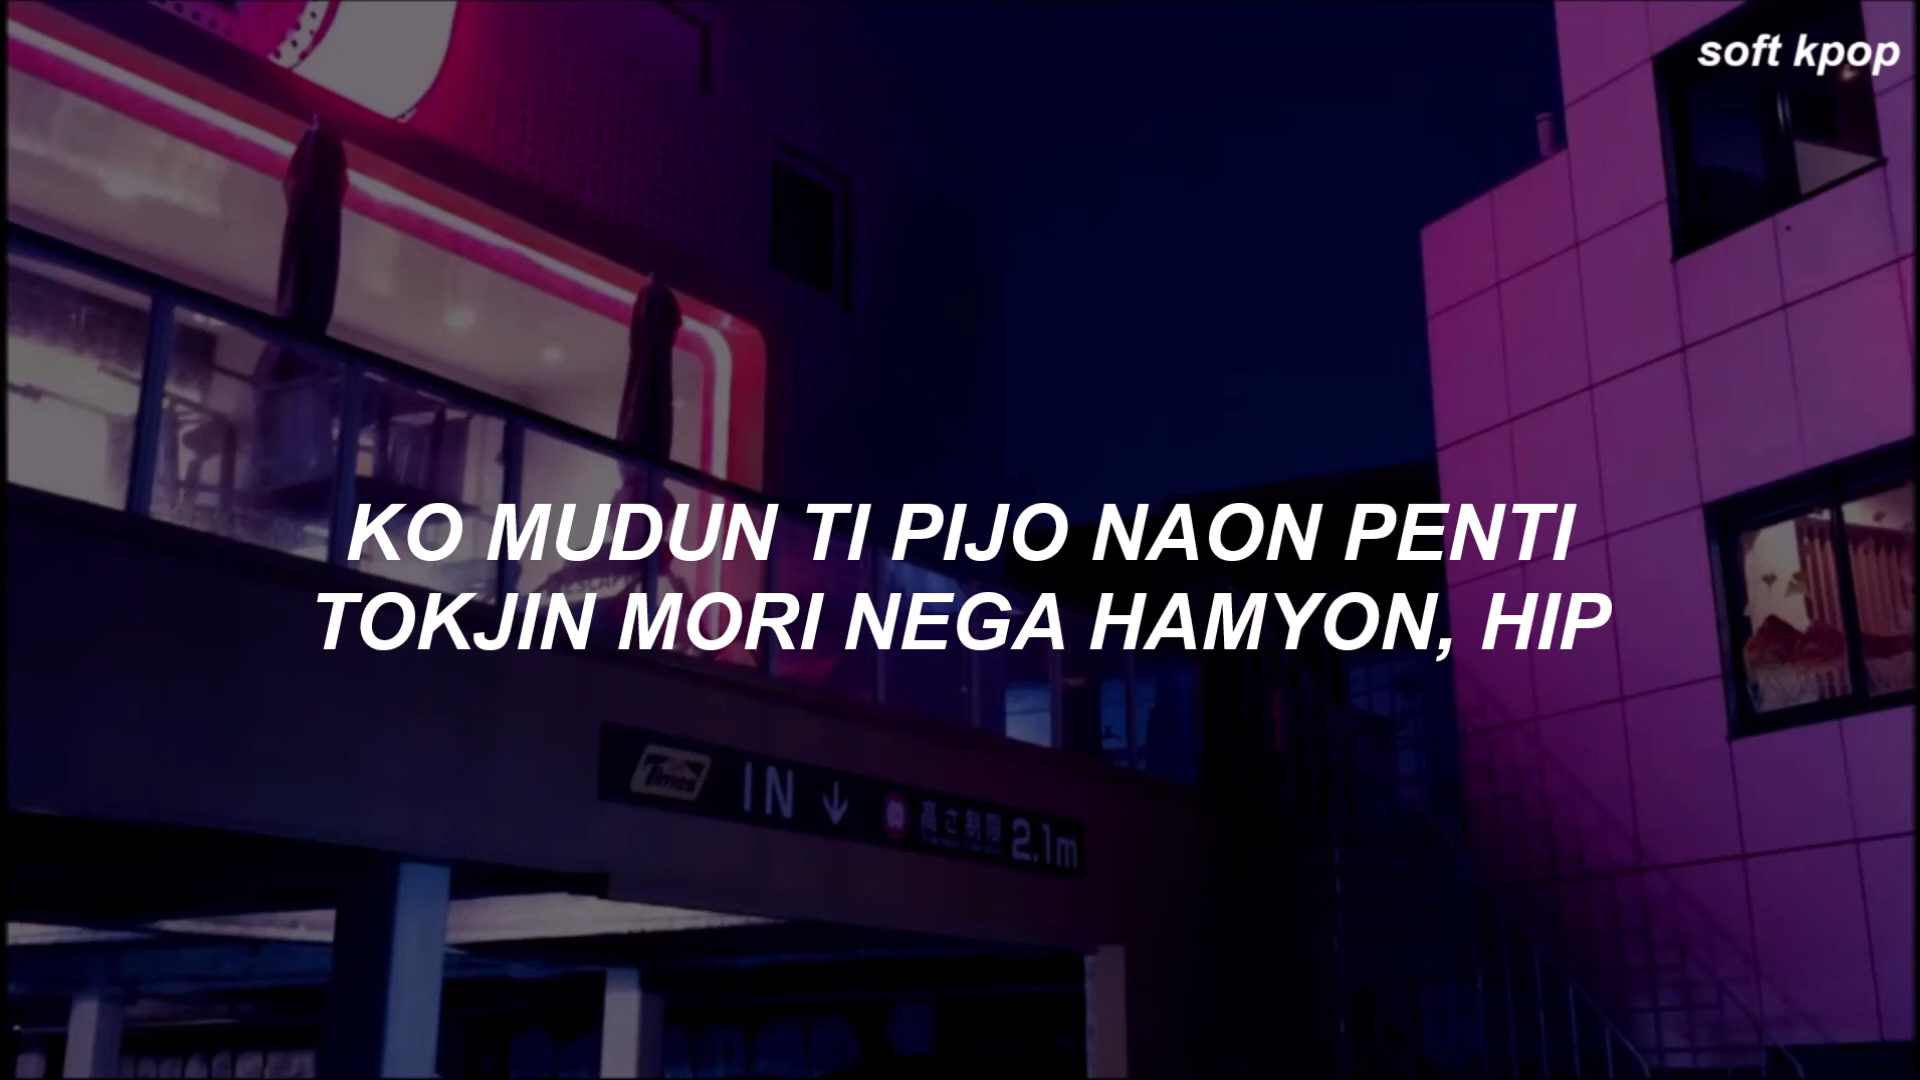 soft kpop
KO MUDUN TI PIJO NAON PENTI
TOKJIN MORI NEGA HAMYON, HIP
Times IN ↓ 高さ制限 2.1m